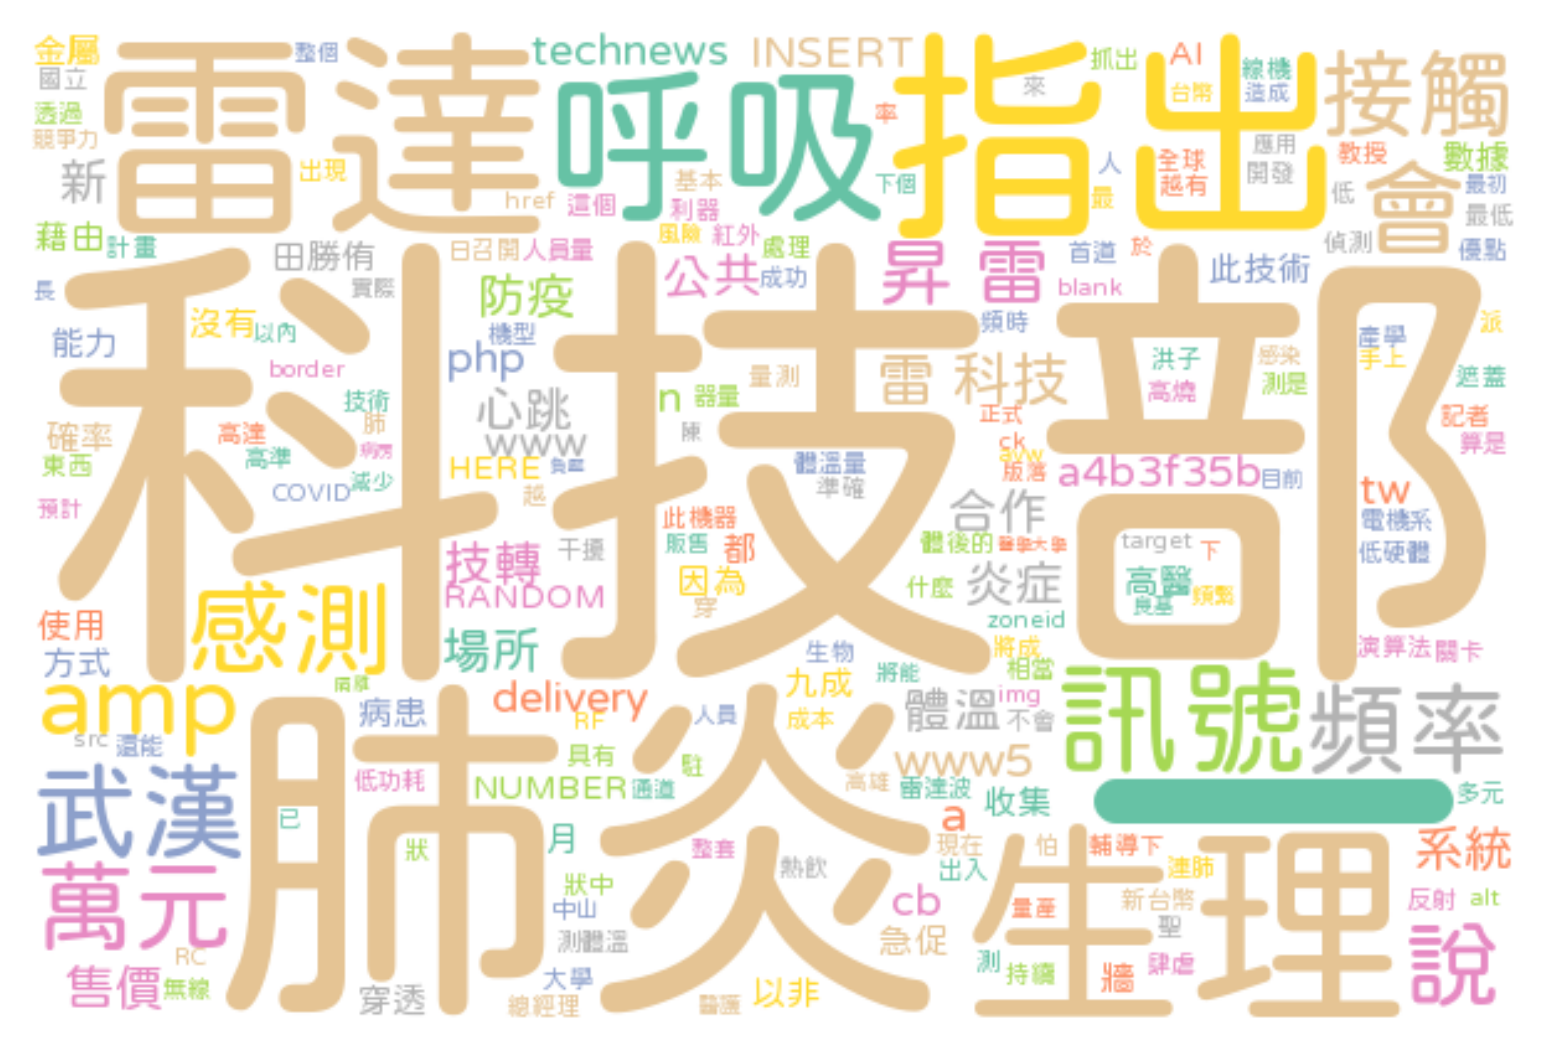 金屬
整個
technews
INSERT
抓出
AI
線機
國立
雷達
呼吸
指出
接觸
來
台幣
造成
透過
率
競爭力
新
出現
href
這個
基本
利器
下個
人
最
全球
越有
應用
開發
教授
數據
低
會
最初
最低
藉由
計畫
田勝侑
日召開
人員量
風險
紅外
處理
首道
於
偵測
優點
長
實際
防疫
公共
成功
昇
雷
blank
此技術
能力
沒有
以內
機型
頻時
產學
派
科技部
border
php
量測
雷
科技
洪子
感染
手上
高燒
測是
遮蓋
技術
心跳
n
器量
正式
記者
確率
高達
肺
www
陳
ck
算是
東西
高準
病房
HERE
負壓
體溫量
avw
版落
a4b3f35b
目前
COVID
減少
越
準確
合作
tw
預計
此機器
電機系
技轉
干擾
販售
都
體後的
醫學大學
target
下
低硬體
感測
RANDOM
因為
什麼
炎症
高醫
良基
頻繁
穿
使用
場所
zoneid
方式
生物
將成
演算法
關卡
amp
隔離
將能
相當
病患
delivery
九成
體溫
img
訊號
頻率
src
還能
RF
人員
成本
不會
具有
駐
www5
低功耗
NUMBER
通道
高雄
雷達波
收集
多元
武漢
肺炎
已
a
狀
月
整套
熱飲
現在
怕
輔導下
系統
出入
連肺
萬元
狀中
cb
生理
量產
新台幣
反射
alt
中山
急促
聖
說
RC
測體溫
測
持續
牆
肆虐
售價
無線
大學
穿透
總經理
醫護
以非